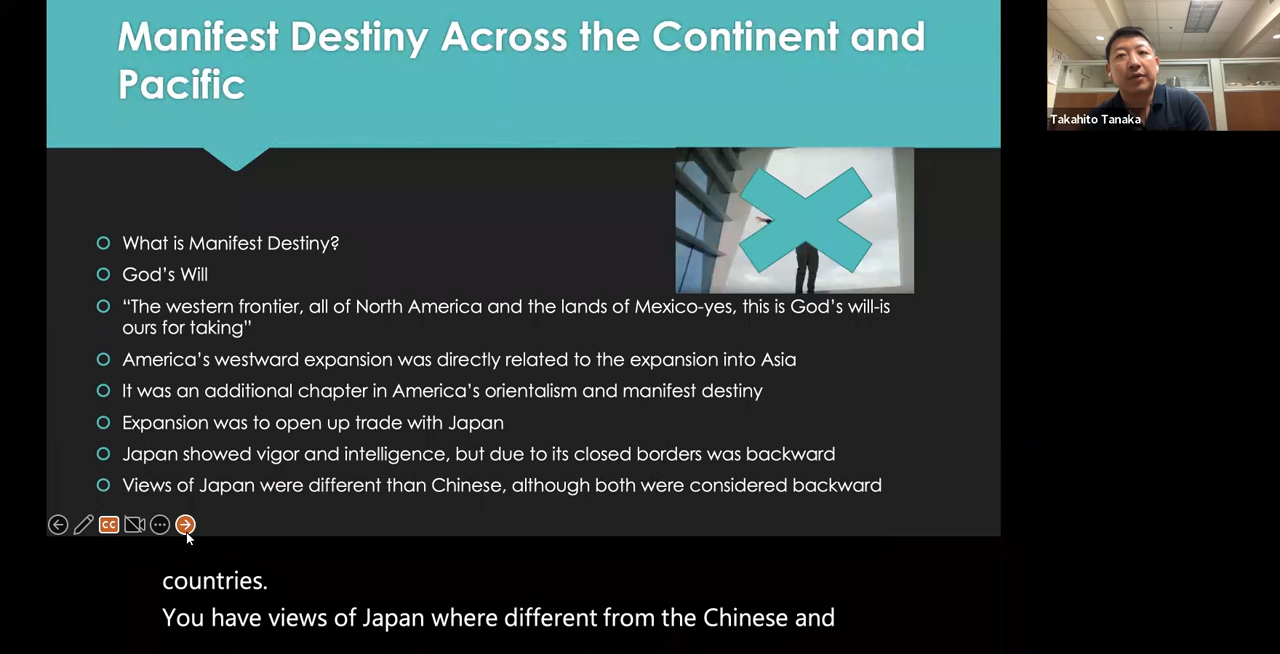 Manifest Destiny Across the Continent and
Pacific
Takahito Tanaka
What is Manifest Destiny?
God’s Will
“The western frontier, all of North America and the lands of Mexico-yes, this is God’s will-is
ours for taking”
America’s westward expansion was directly related to the expansion into Asia
It was an additional chapter in America’s orientalism and manifest destiny
Expansion was to open up trade with Japan
Japan showed vigor and intelligence, but due to its closed borders was backward
Views of Japan were different than Chinese, although both were considered backward
CC
countries.
You have views of Japan where different from the Chinese and